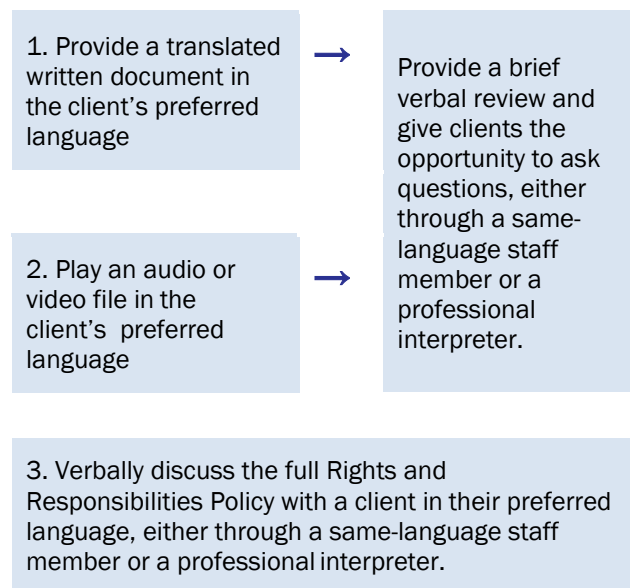 1. Provide a translated
written document in
the client’s preferred
language
→
Provide a brief
verbal review and
give clients the
opportunity to ask
questions, either
through a same-
language staff
member or a
professional
interpreter.
2. Play an audio or
video file in the
client’s  preferred
language
→
3. Verbally discuss the full Rights and
Responsibilities Policy with a client in their preferred
language, either through a same-language staff
member or a professional interpreter.